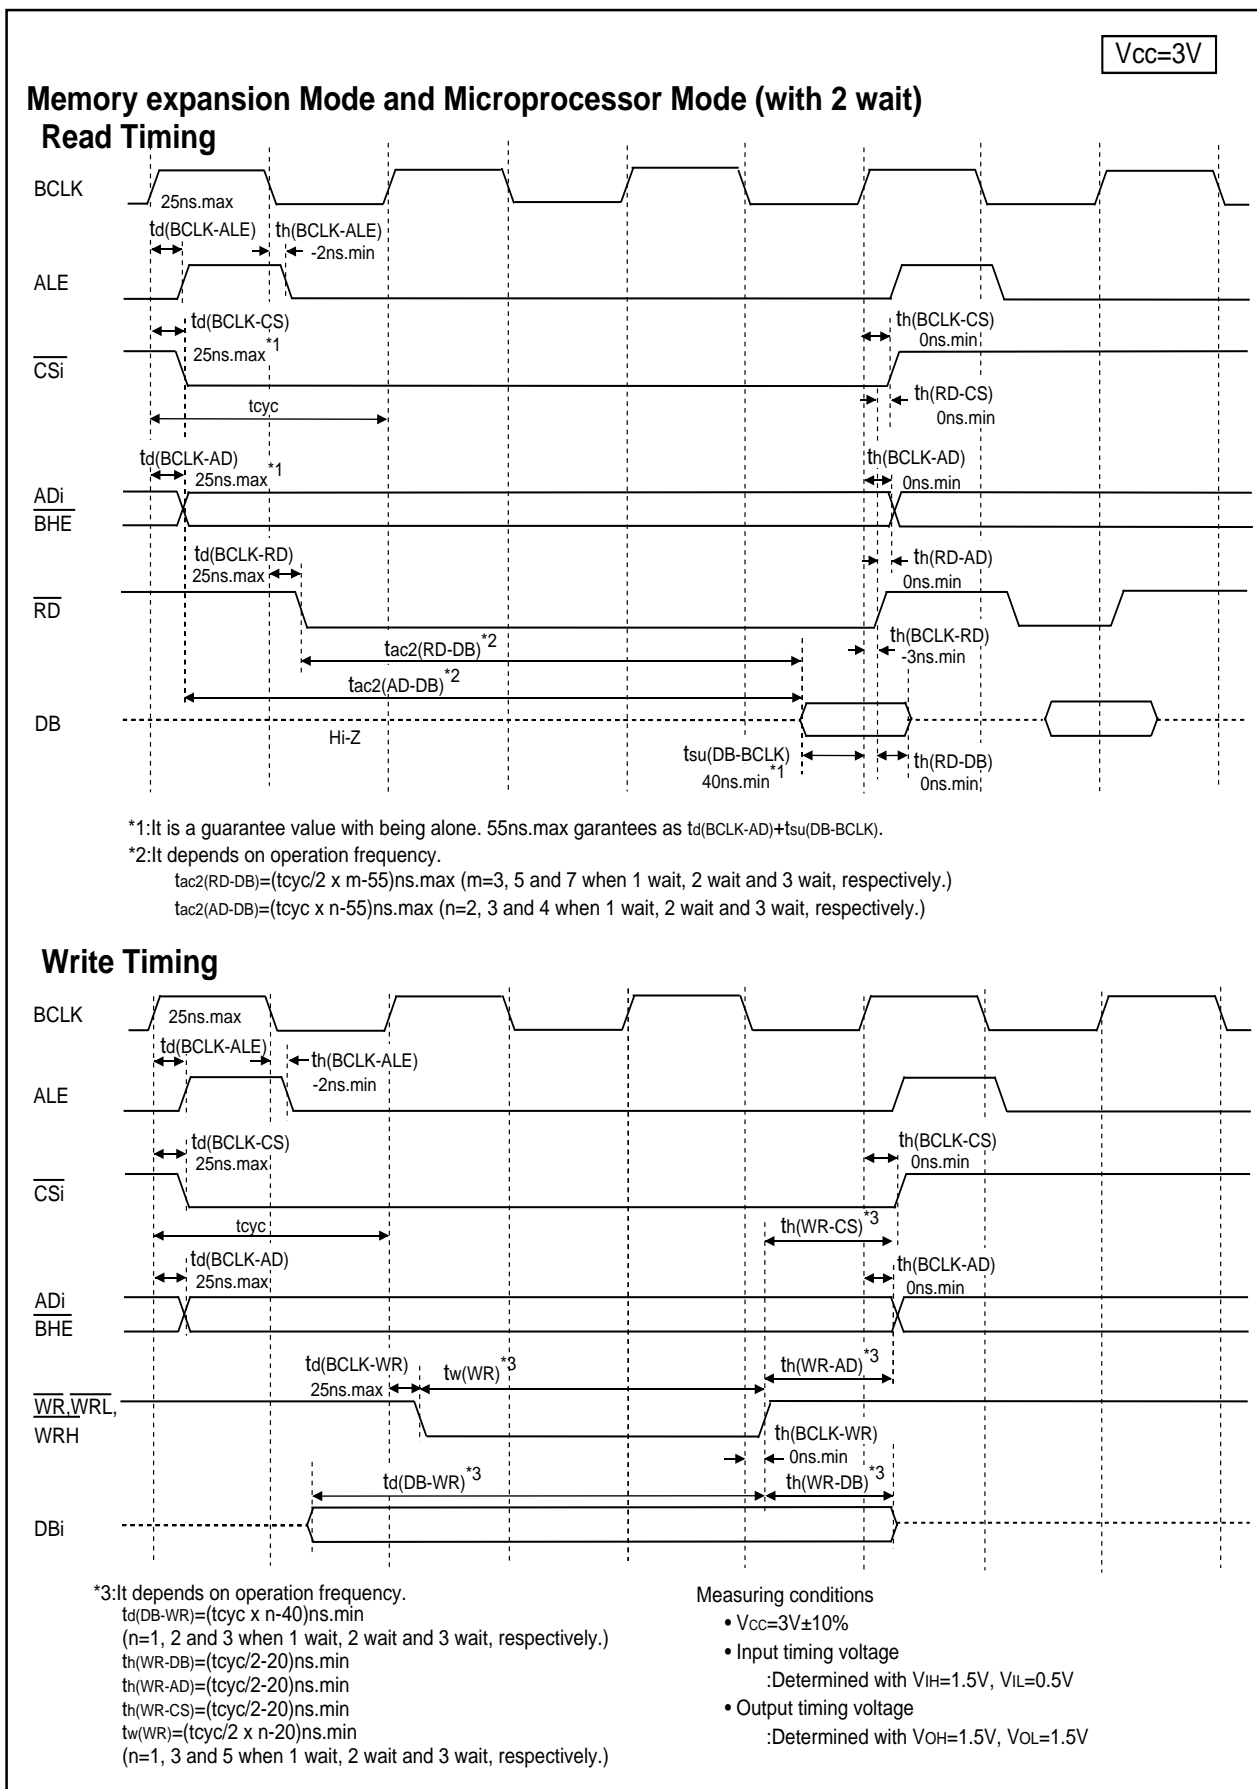 Vcc=3V
Memory expansion Mode and Microprocessor Mode (with 2 wait)
Read Timing
BCLK
25ns.max
td(BCLK-ALE)
th(BCLK-ALE)
-2ns.min
ALE
td(BCLK-CS)
25ns.max*1
th(BCLK-CS)
0ns.min
CSi
th(RD-CS)
0ns.min
tcyc
td(BCLK-AD)
25ns.max*1
th(BCLK-AD)
0ns.min
ADi
BHE
td(BCLK-RD)
25ns.max
th(RD-AD)
0ns.min
RD
tac2(RD-DB)*2
th(BCLK-RD)
-3ns.min
tac2(AD-DB)*2
DB
Hi-Z
tsu(DB-BCLK)
40ns.min*1
th(RD-DB)
0ns.min
*1:It is a guarantee value with being alone. 55ns.max garantees as td(BCLK-AD)+tsu(DB-BCLK).
*2:It depends on operation frequency.
tac2(RD-DB)=(tcyc/2 x m-55)ns.max (m=3, 5 and 7 when 1 wait, 2 wait and 3 wait, respectively.)
tac2(AD-DB)=(tcyc x n-55)ns.max (n=2, 3 and 4 when 1 wait, 2 wait and 3 wait, respectively.)
Write Timing
BCLK
25ns.max
td(BCLK-ALE)
th(BCLK-ALE)
-2ns.min
ALE
td(BCLK-CS)
25ns.max
th(BCLK-CS)
0ns.min
CSi
tcyc
th(WR-CS)*3
td(BCLK-AD)
25ns.max
th(BCLK-AD)
0ns.min
ADi
BHE
td(BCLK-WR)
25ns.max
tw(WR)*3
th(WR-AD)*3
WR,WRL,
WRH
th(BCLK-WR)
0ns.min
td(DB-WR)*3
th(WR-DB)*3
DBi
*3:It depends on operation frequency.
td(DB-WR)=(tcyc x n-40)ns.min
(n=1, 2 and 3 when 1 wait, 2 wait and 3 wait, respectively.)
th(WR-DB)=(tcyc/2-20)ns.min
th(WR-AD)=(tcyc/2-20)ns.min
th(WR-CS)=(tcyc/2-20)ns.min
tw(WR)=(tcyc/2 x n-20)ns.min
(n=1, 3 and 5 when 1 wait, 2 wait and 3 wait, respectively.)
Measuring conditions
• VCC=3V±10%
• Input timing voltage
:Determined with VIH=1.5V, VIL=0.5V
• Output timing voltage
:Determined with VOH=1.5V, VOL=1.5V